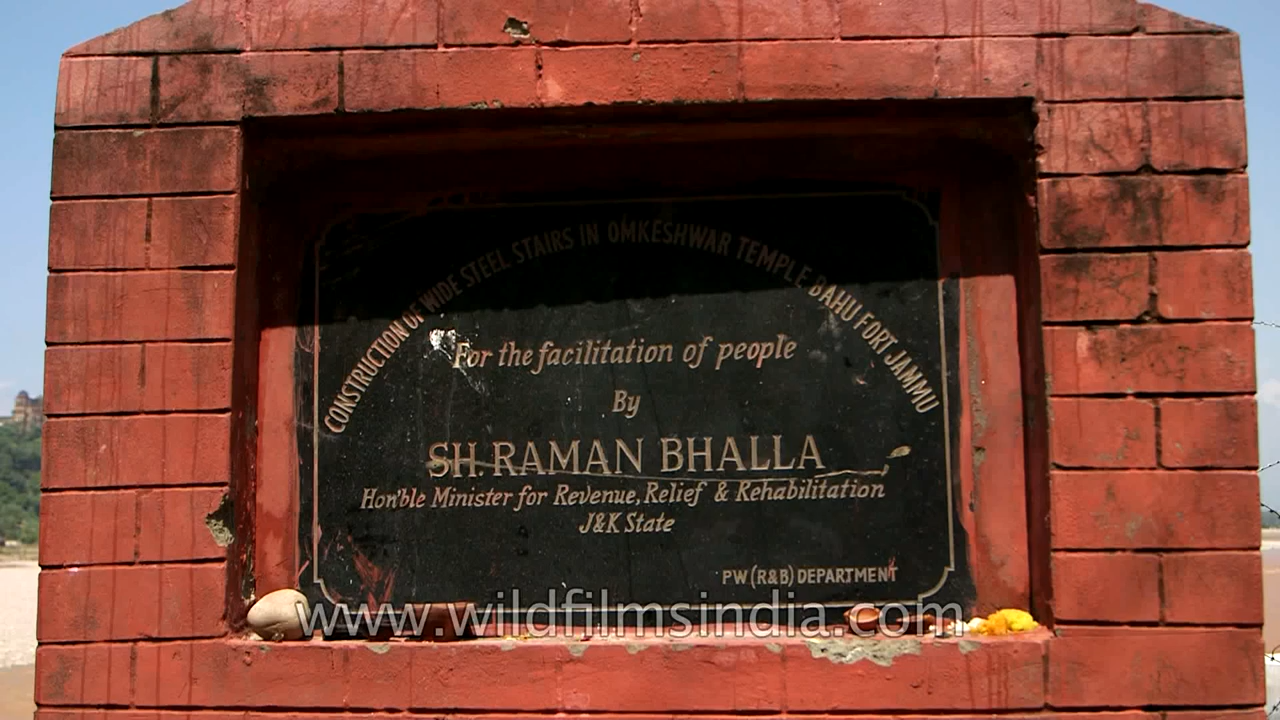 CONSTRUCTION OF WIDE STEEL STAIRS IN OMKESHWAR TEMPLE BAHU FORT JAMMU
For the facilitation of people
By
SH. RAMAN BHALLA
Hon'ble Minister for Revenue, Relief & Rehabilitation
J&K State
PW (R&B) DEPARTMENT
www.wildfilmsindia.com